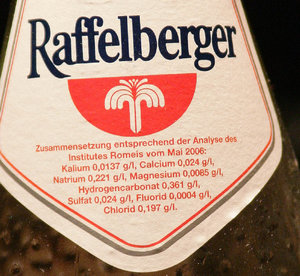 Raffelberger
Zusammensetzung entsprechend der Analyse des
Institutes Romeis vom Mai 2006:
Kalium 0,0137 g/l, Calcium 0,024 g/l,
Natrium 0,221 g/l, Magnesium 0,0085 g/l,
Hydrogencarbonat 0,361 g/l,
Sulfat 0,024 g/l, Fluorid 0,0004 g/l,
Chlorid 0,197 g/l.